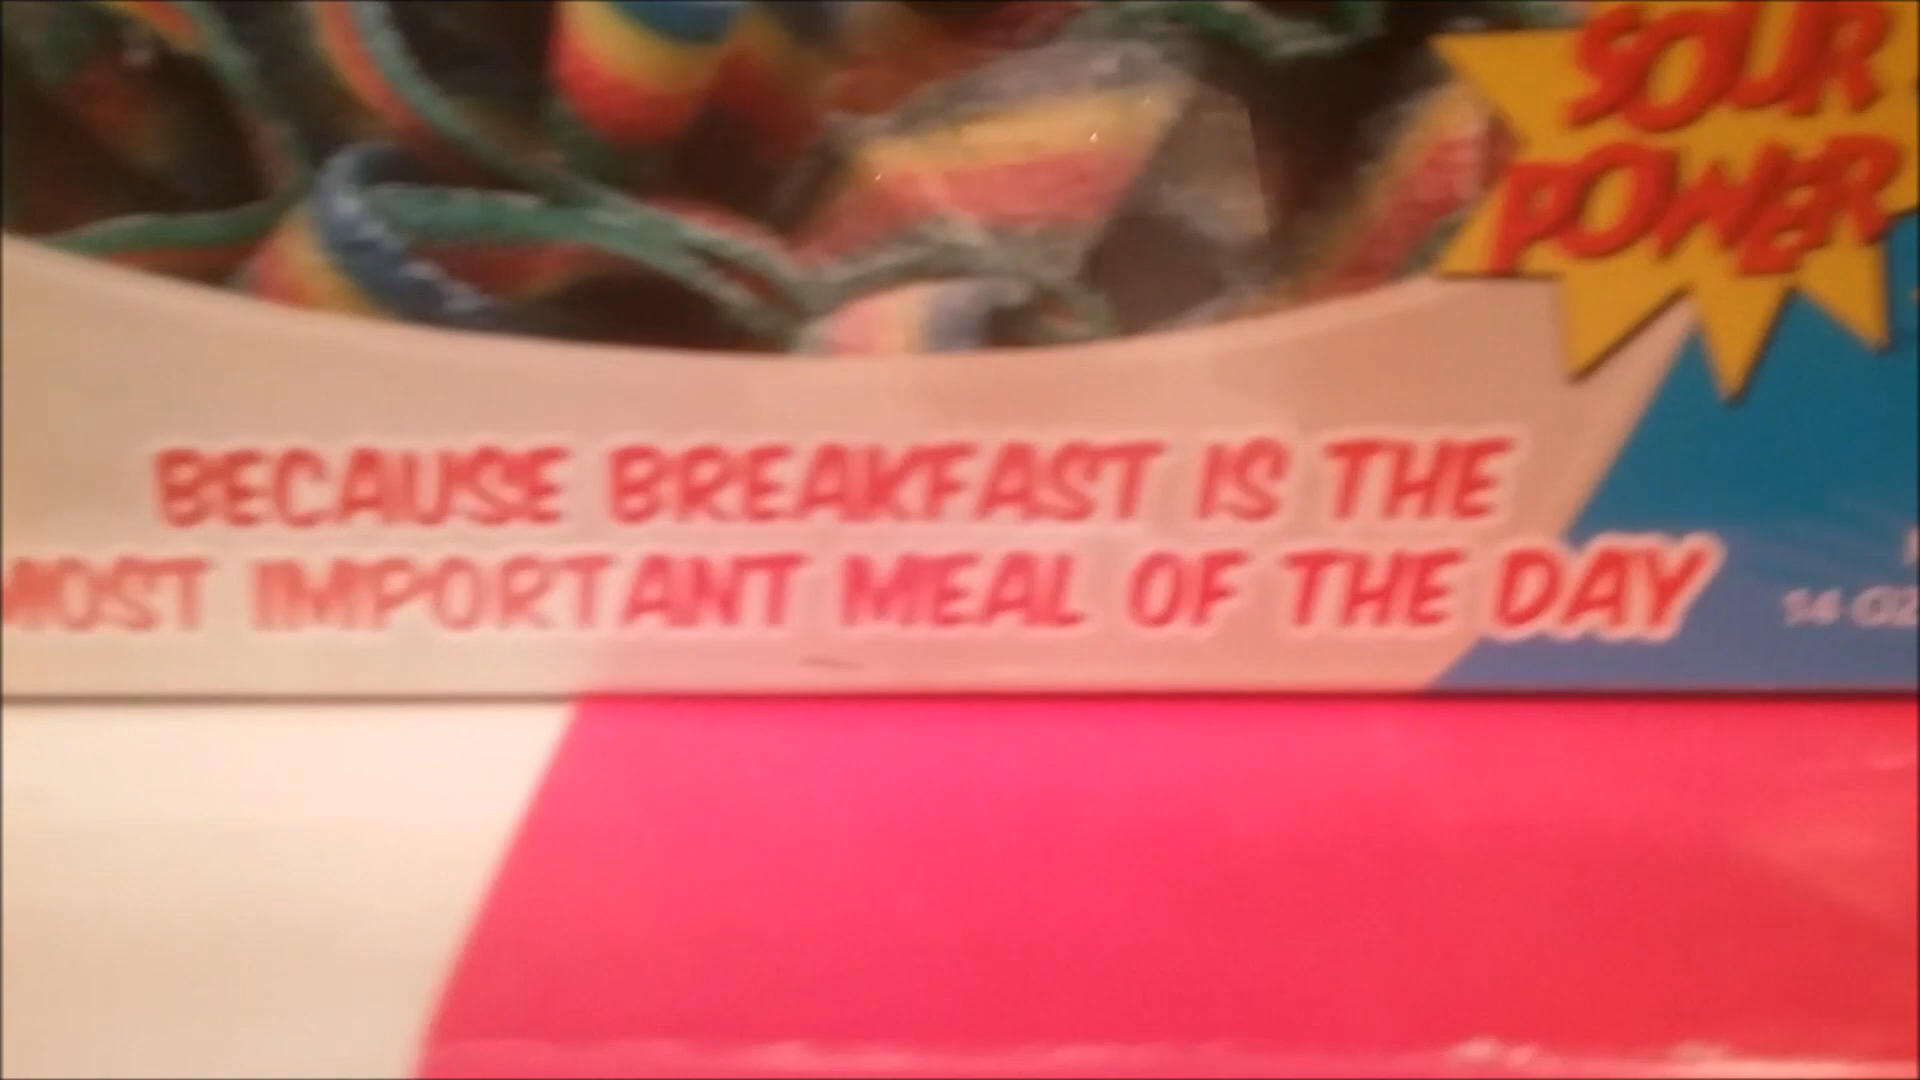 SOUR
POWER
BECAUSE BREAKFAST IS THE
MOST IMPORTANT MEAL OF THE DAY
14 OZ